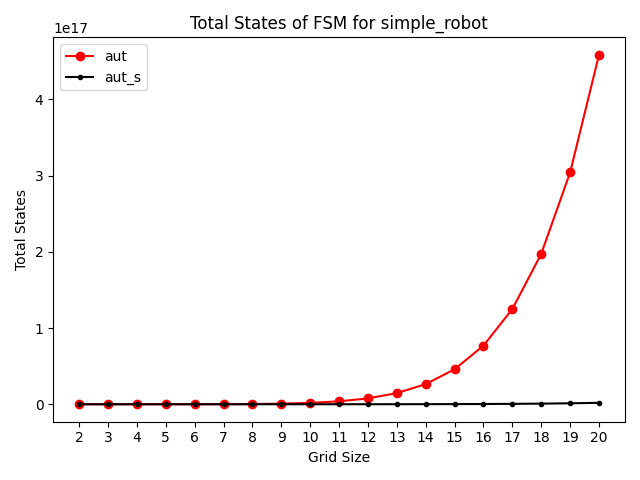 Total States of FSM for simple_robot
1e17
aut
aut_s
4
3
2
1
0
Total States
2 3 4 5 6 7 8 9 10 11 12 13 14 15 16 17 18 19 20
Grid Size